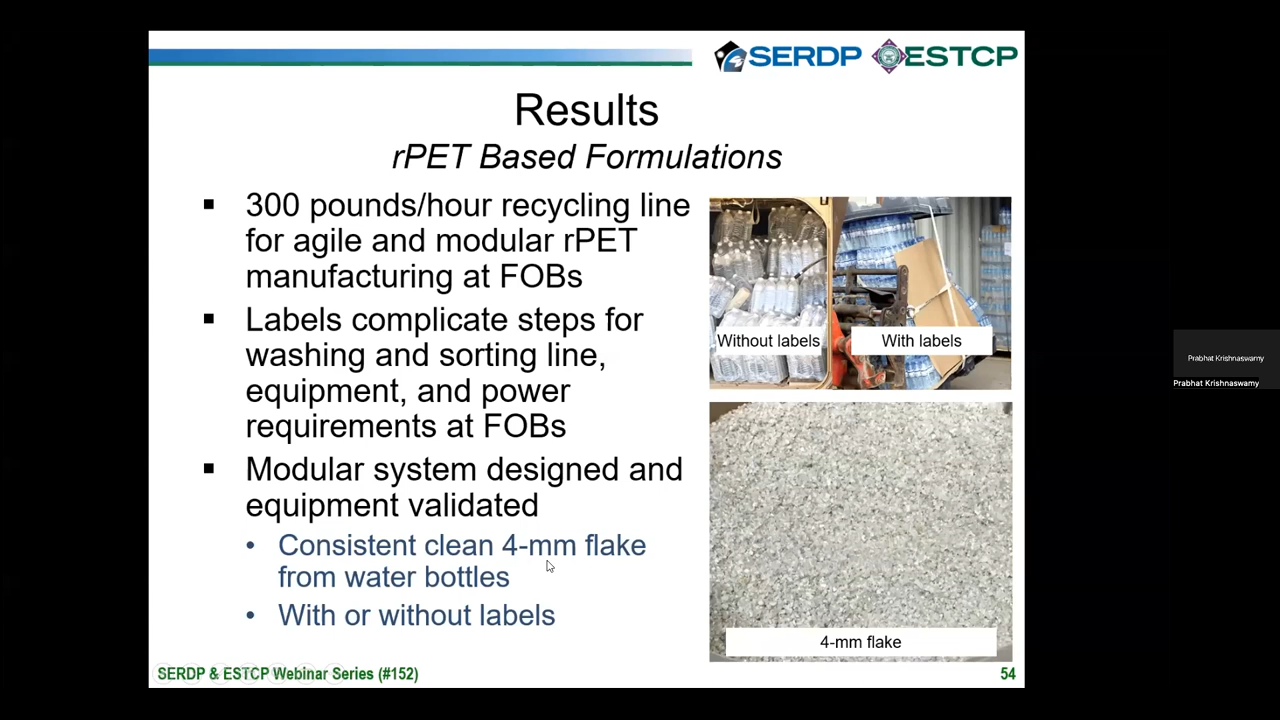 SERDP ESTCP
Results
rPET Based Formulations
300 pounds/hour recycling line
for agile and modular rPET
manufacturing at FOBs
Labels complicate steps for
washing and sorting line,
equipment, and power
requirements at FOBs
Modular system designed and
equipment validated
Consistent clean 4-mm flake
from water bottles
With or without labels
Without labels
With labels
4-mm flake
SERDP & ESTCP Webinar Series (#152)
54
Prabhat Krishnaswamy
Prabhat Krishnaswamy